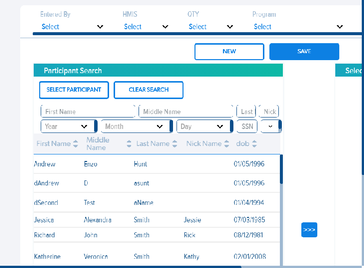 Entered By HMIS QTY Program
Select Select Select Select
NEW SAVE
Participant Search Selec
SELECT PARTICIPANT CLEAR SEARCH
First Name Middle Name Last Nick
Year Month Day SSN
First Name Middle Name Last Name Nick Name dob
Andrew Enzo Hunt 01/05/1996
dAndrew D asunt 01/05/1996
dSecond Test aName 01/04/1994
Jessica Alexandra Smith Jessie 07/03/1985
Richard John Smith Rick 08/12/1981
>>>
Katherine Veronica Smith Kathy 02/01/2008